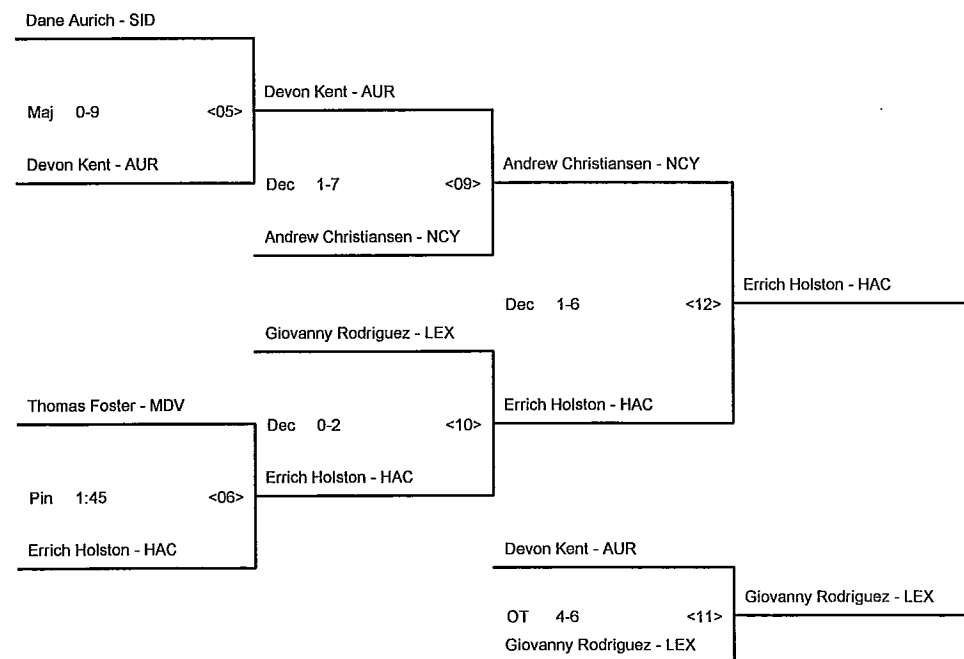 Dane Aurich - SID
Maj 0-9 <05>
Devon Kent - AUR
Devon Kent - AUR
Dec 1-7 <09>
Andrew Christiansen - NCY
Andrew Christiansen - NCY
Dec 1-6 <12>
Errich Holston - HAC
Giovanny Rodriguez - LEX
Dec 0-2 <10>
Errich Holston - HAC
Errich Holston - HAC
Thomas Foster - MDV
Pin 1:45 <06>
Errich Holston - HAC
Devon Kent - AUR
OT 4-6 <11>
Giovanny Rodriguez - LEX
Giovanny Rodriguez - LEX